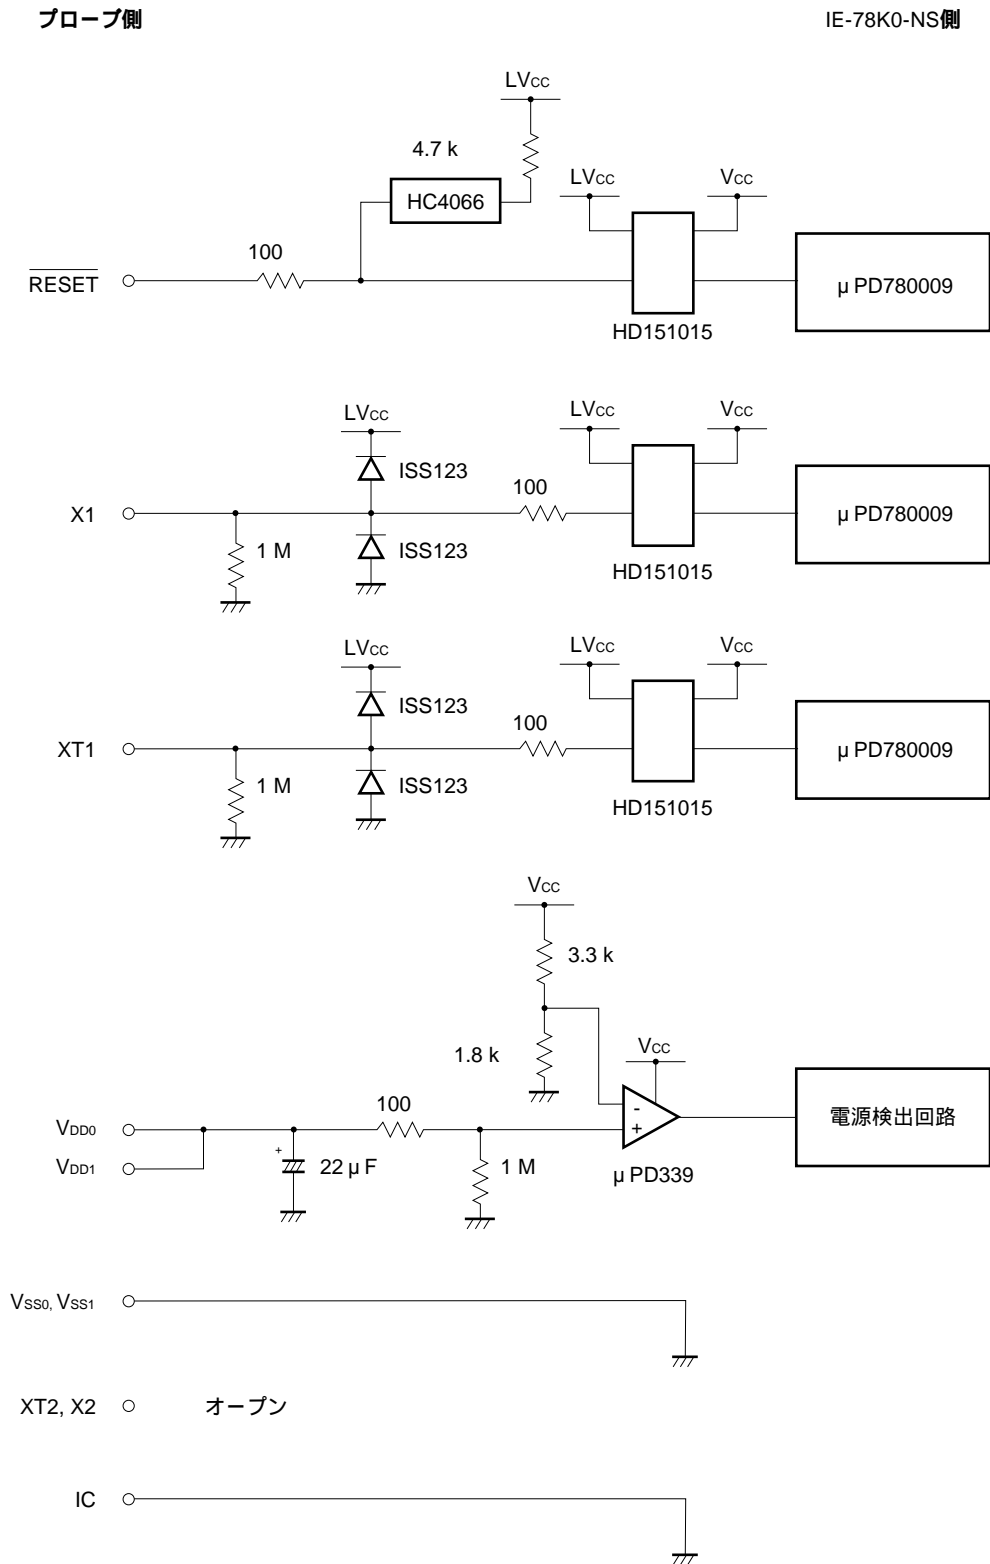 プローブ側
IE-78K0-NS側
LVCC
4.7 k
HC4066
LVCC
VCC
100
RESET
μPD780009
HD151015
LVCC
LVCC
VCC
ISS123
100
X1
μPD780009
1 M
ISS123
HD151015
LVCC
LVCC
VCC
ISS123
100
XT1
μPD780009
1 M
ISS123
HD151015
VCC
3.3 k
1.8 k
VCC
100
-
+
電源検出回路
VDD0
VDD1
+
22 μF
1 M
μPD339
VSS0, VSS1
XT2, X2
オープン
IC